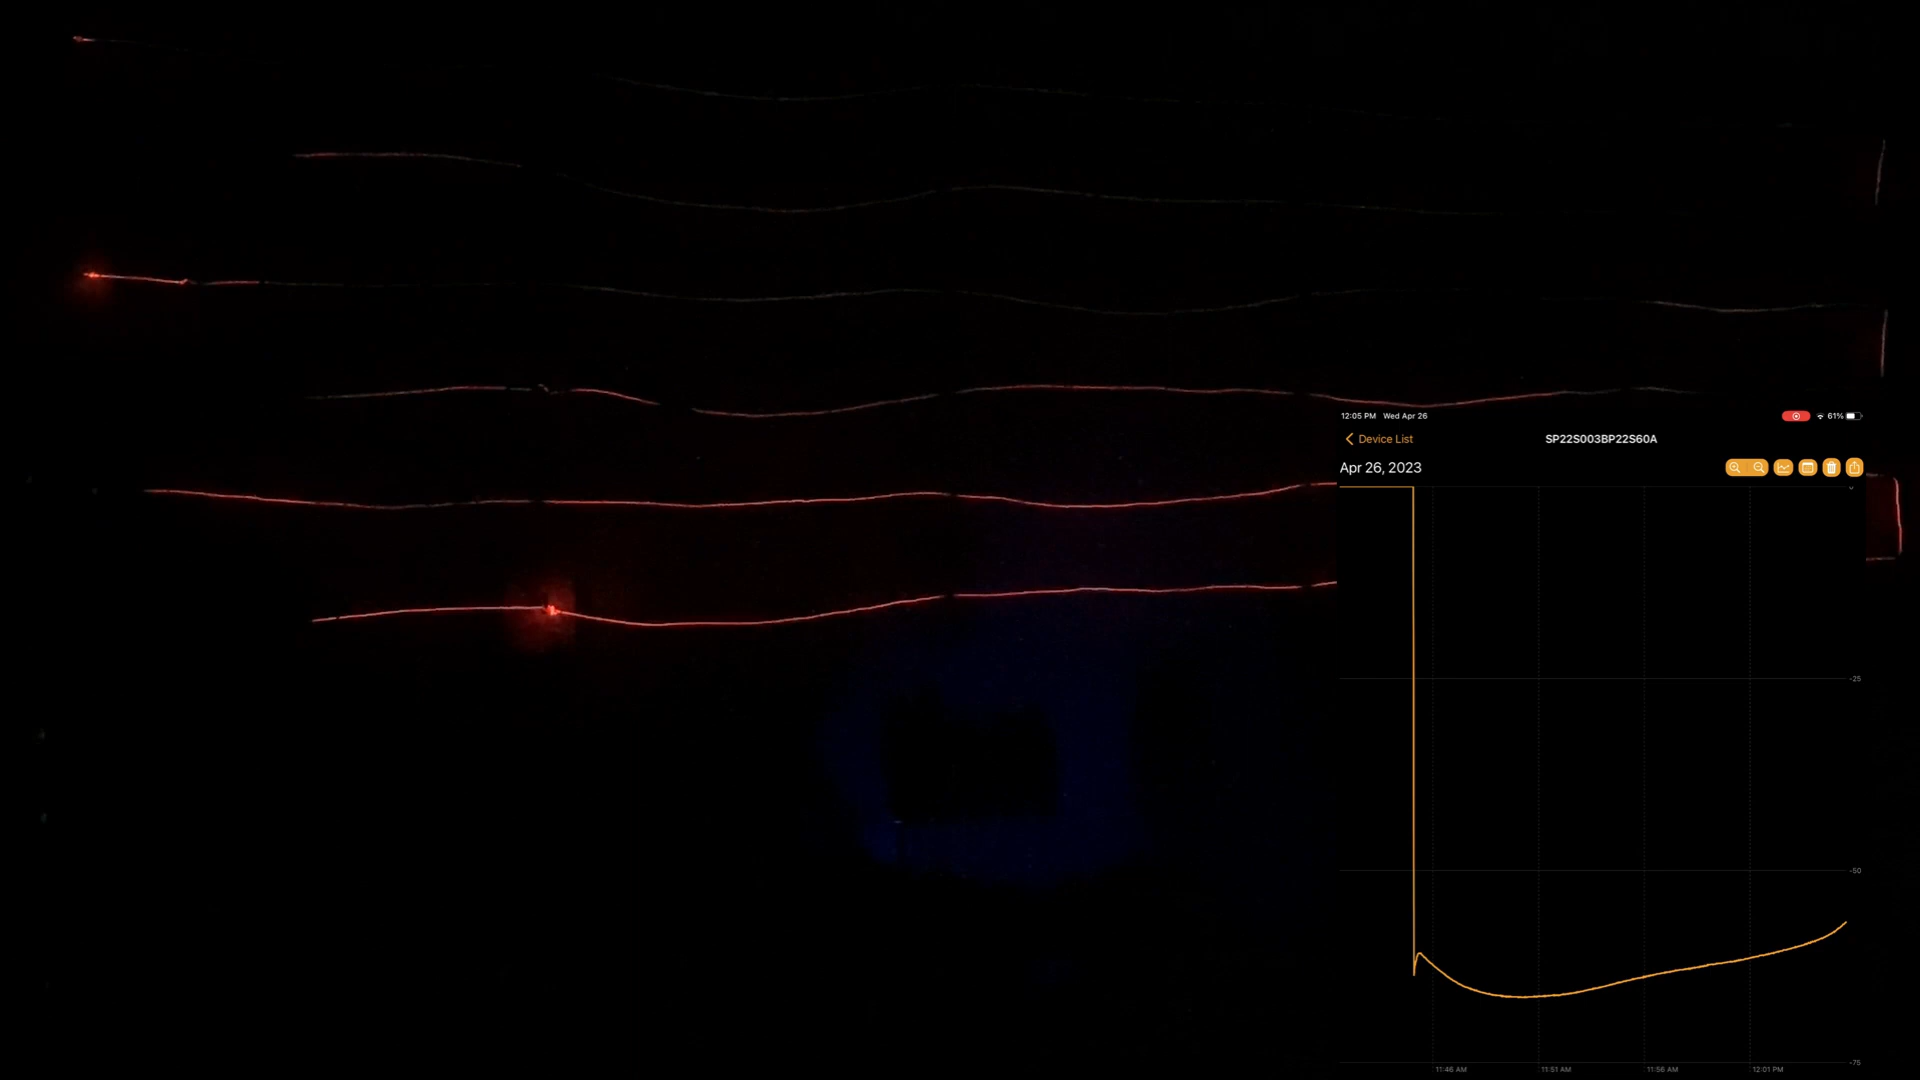 12:05 PM Wed Apr 26 61%
Device List
SP22S003BP22S60A
Apr 26, 2023
0
-25
-50
-75
11:46 AM 11:51 AM 11:56 AM 12:01 PM